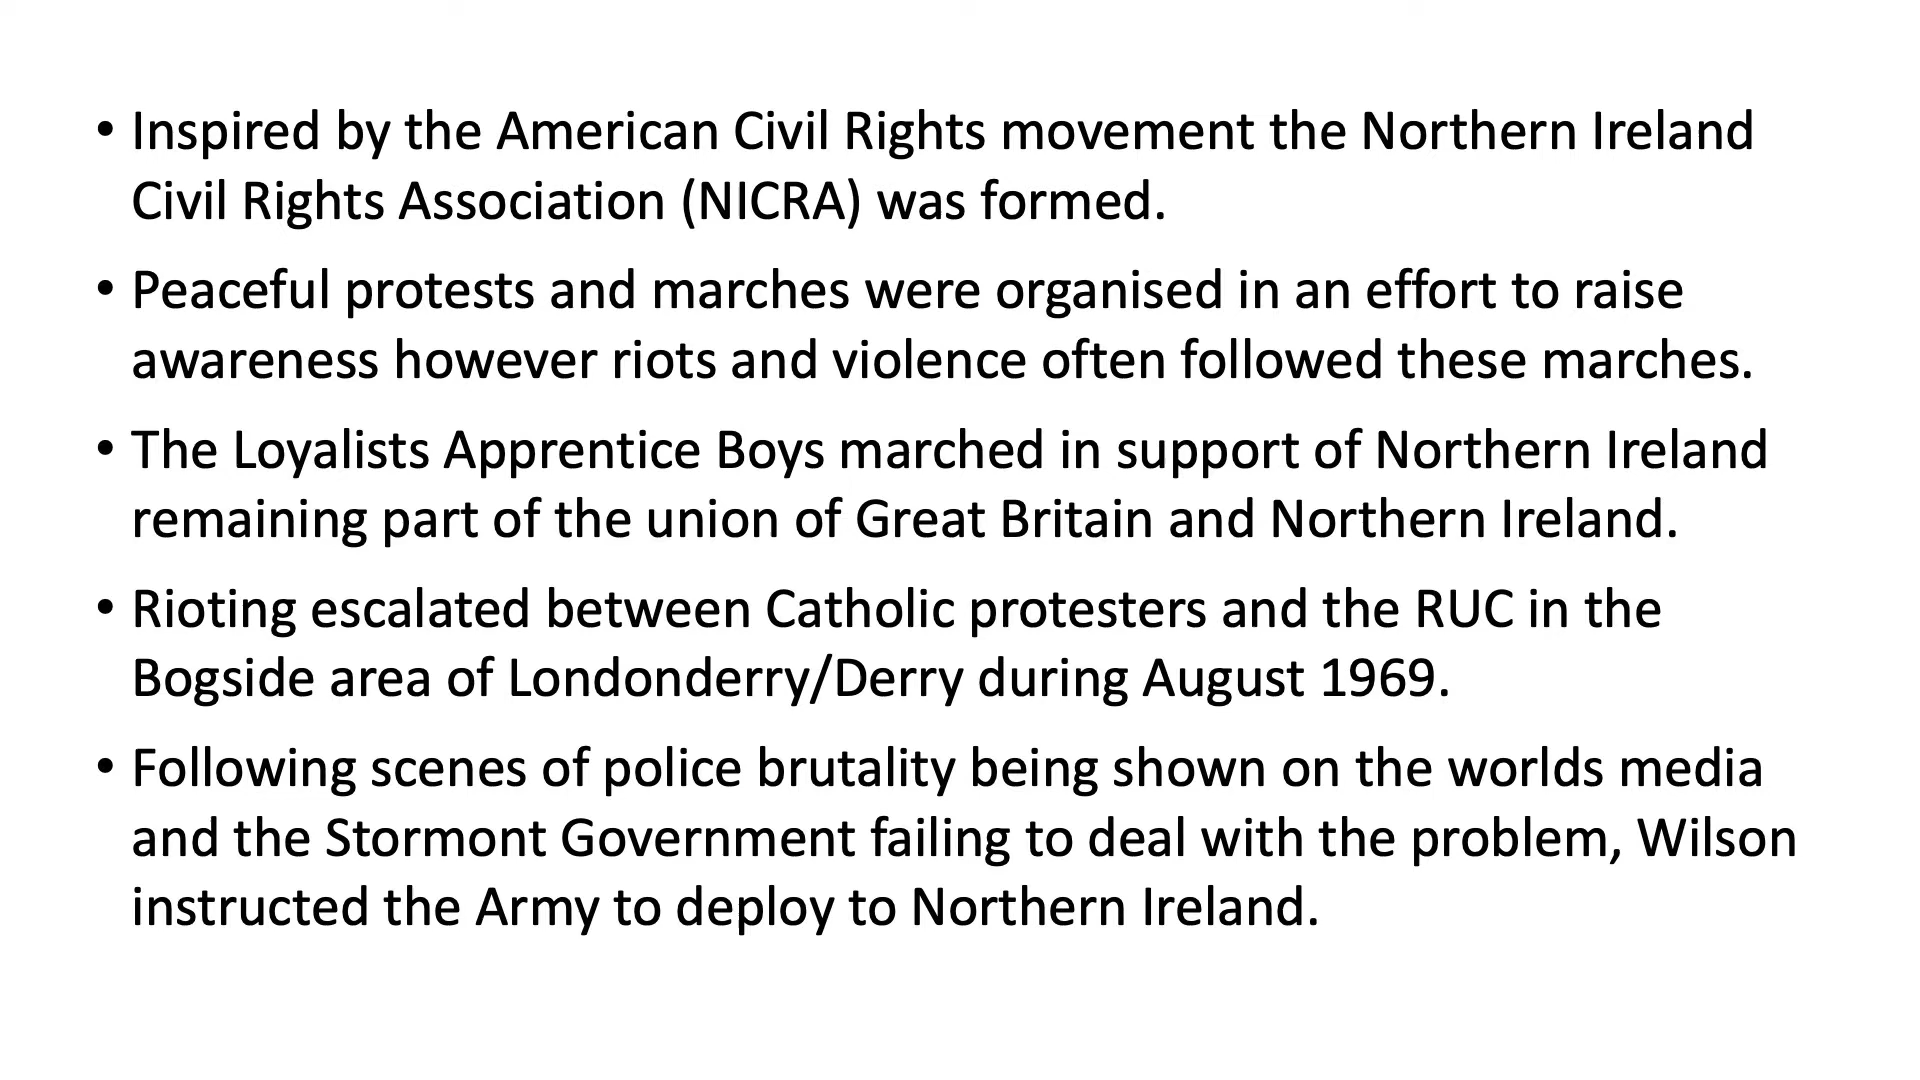 • Inspired by the American Civil Rights movement the Northern Ireland
Civil Rights Association (NICRA) was formed.
• Peaceful protests and marches were organised in an effort to raise
awareness however riots and violence often followed these marches.
• The Loyalists Apprentice Boys marched in support of Northern Ireland
remaining part of the union of Great Britain and Northern Ireland.
• Rioting escalated between Catholic protesters and the RUC in the
Bogside area of Londonderry/Derry during August 1969.
• Following scenes of police brutality being shown on the worlds media
and the Stormont Government failing to deal with the problem, Wilson
instructed the Army to deploy to Northern Ireland.